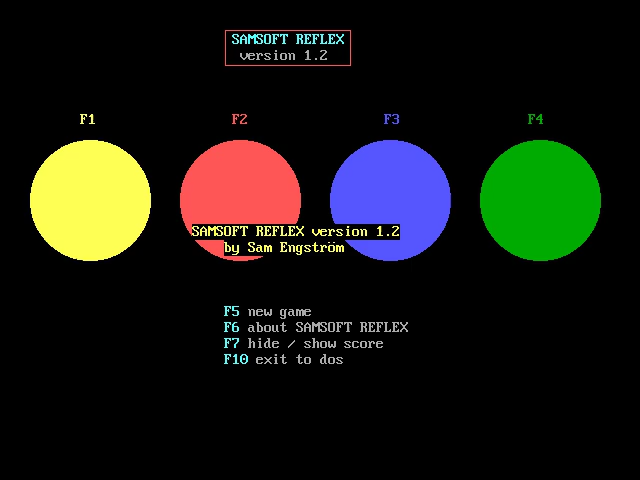 SAMSOFT REFLEX
version 1.2
F1 F2 F3 F4
SAMSOFT REFLEX version 1.2
by Sam Engström
F5 new game
F6 about SAMSOFT REFLEX
F7 hide / show score
F10 exit to dos